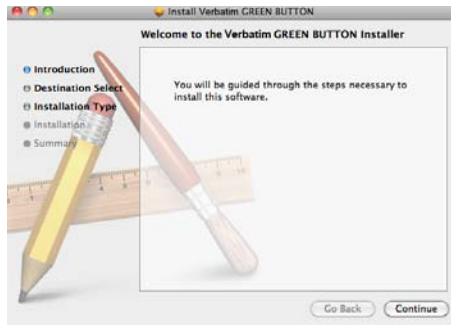 Install Verbatim GREEN BUTTON
Welcome to the Verbatim GREEN BUTTON Installer
Introduction
Destination Select
Installation Type
Installation
Summary
You will be guided through the steps necessary to
install this software.
Go Back
Continue